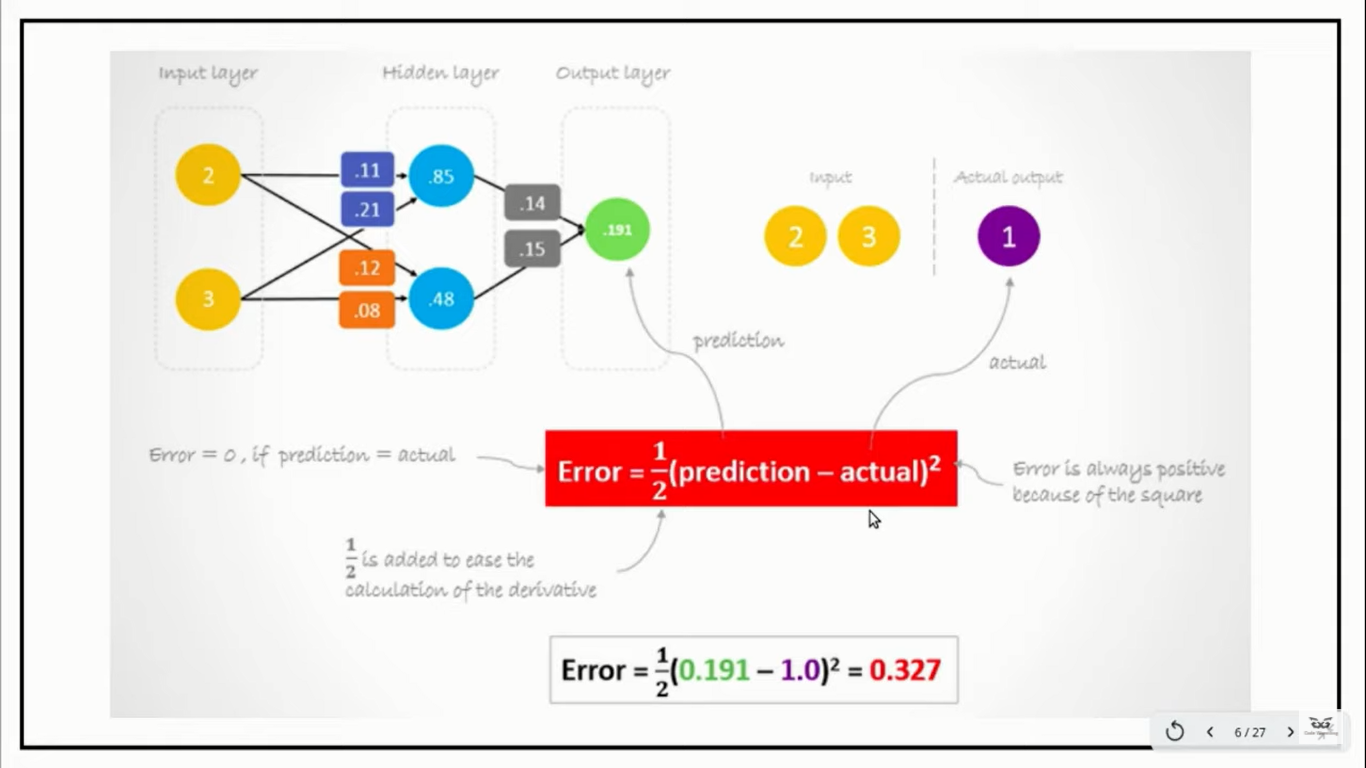 Input layer
Hidden layer
Output layer
2
3
.11
.21
.12
.08
.85
.48
.14
.15
.191
Input
Actual output
2 3
1
prediction
actual
Error = 0, if prediction = actual
Error = 1/2(prediction – actual)²
Error is always positive
because of the square
1/2 is added to ease the
calculation of the derivative
Error = 1/2(0.191 – 1.0)² = 0.327
6 / 27